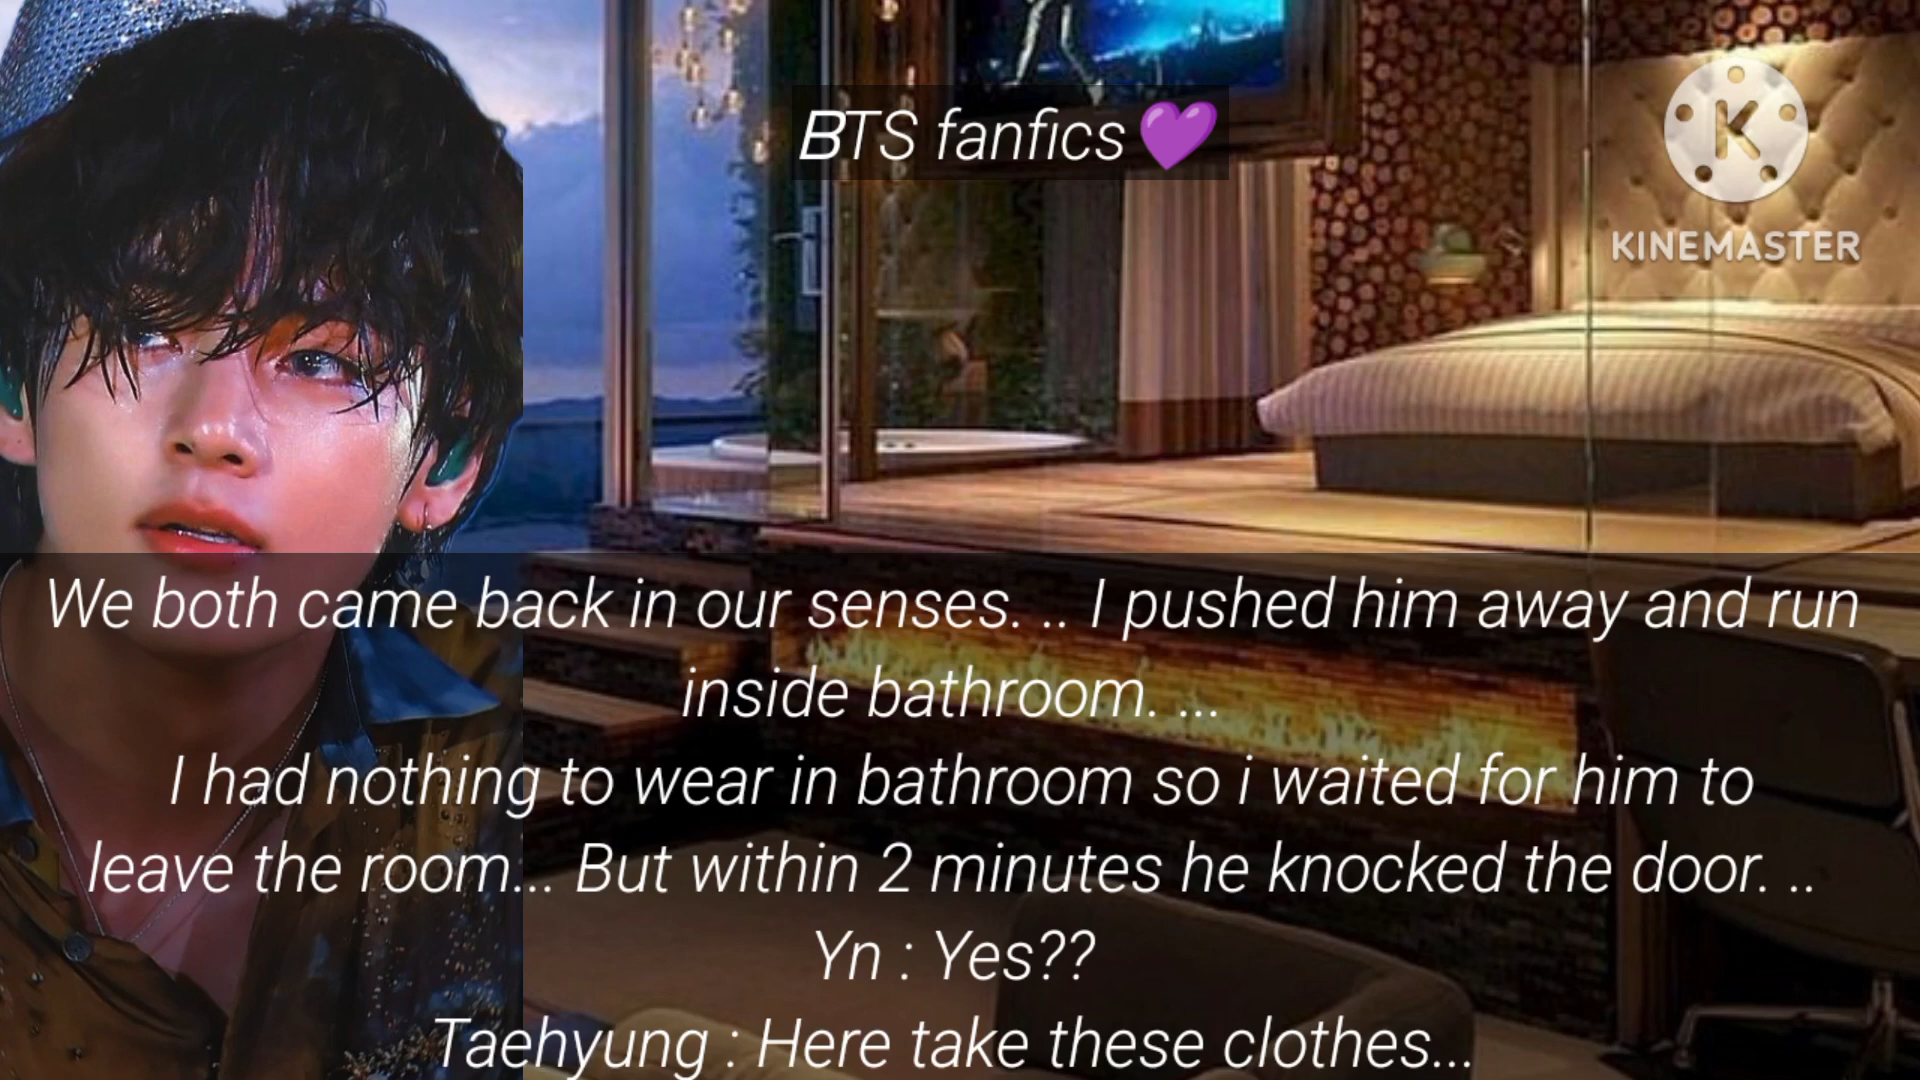 BTS fanfics 💜
K
KINEMASTER
We both came back in our senses. .. I pushed him away and run
inside bathroom. ...
I had nothing to wear in bathroom so i waited for him to
leave the room... But within 2 minutes he knocked the door. ..
Yn : Yes??
Taehyung : Here take these clothes...